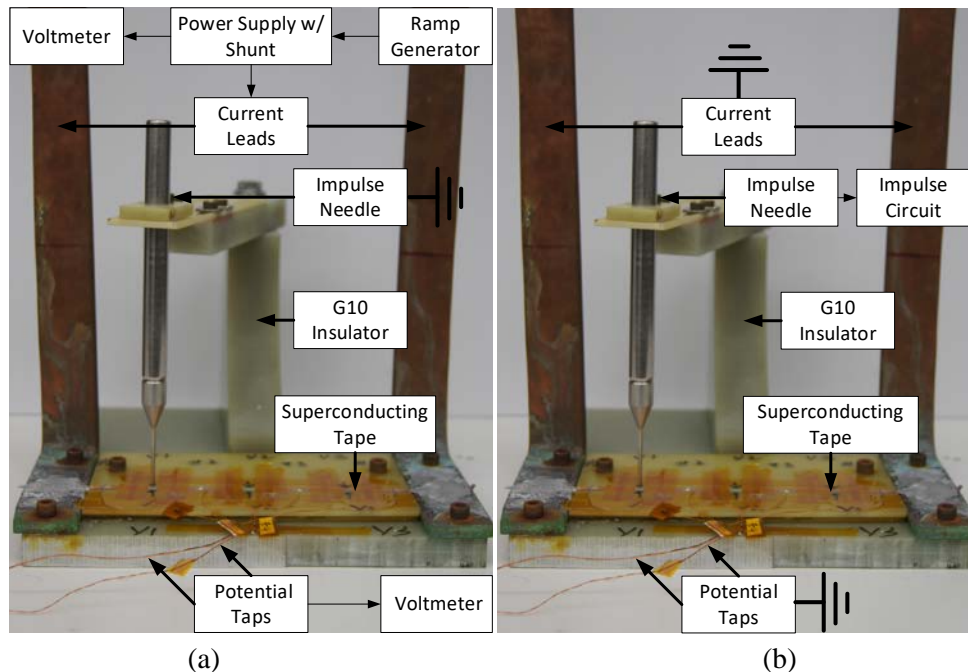 Voltmeter
Power Supply w/
Shunt
Ramp
Generator
Current
Leads
Impulse
Needle
G10
Insulator
Superconducting
Tape
Potential
Taps
Voltmeter
(a)
Current
Leads
Impulse
Needle
Impulse
Circuit
G10
Insulator
Superconducting
Tape
Potential
Taps
(b)